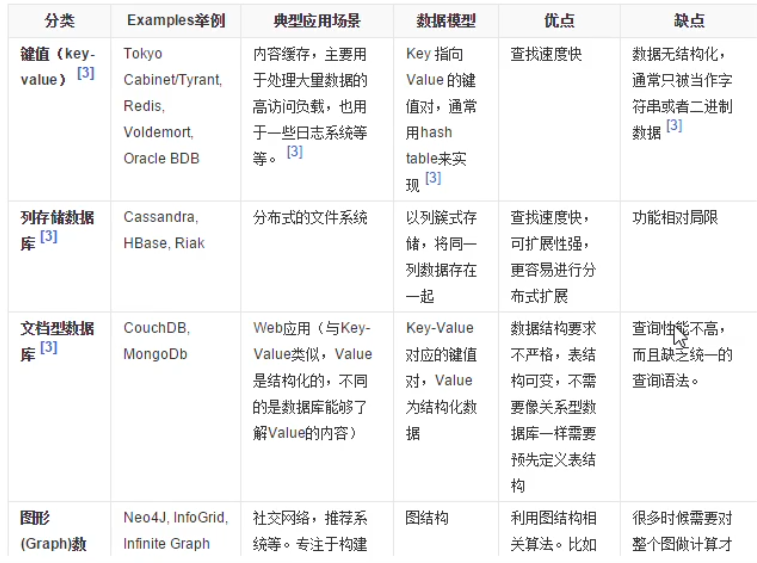 分类 Examples举例 典型应用场景 数据模型 优点 缺点
键值（key-
value） [3]
Tokyo
Cabinet/Tyrant,
Redis,
Voldemort,
Oracle BDB
内容缓存，主要用
于处理大量数据的
高访问负载，也用
于一些日志系统等
等。 [3]
Key 指向
Value 的键
值对，通常
用hash
table来实
现 [3]
查找速度快
数据无结构化，
通常只被当作字
符串或者二进制
数据 [3]
列存储数据
库 [3]
Cassandra,
HBase, Riak
分布式的文件系统
以列簇式存
储，将同一
列数据存在
一起
查找速度快，
可扩展性强，
更容易进行分
布式扩展
功能相对局限
文档型数据
库 [3]
CouchDB,
MongoDb
Web应用（与Key-
Value类似，Value
是结构化的，不同
的是数据库能够了
解Value的内容）
Key-Value
对应的键值
对，Value
为结构化数
据
数据结构要求
不严格，表结
构可变，不需
要像关系型数
据库一样需要
预先定义表结
构
查询性能不高，
而且缺乏统一的
查询语法。
图形
(Graph)数
Neo4J, InfoGrid,
Infinite Graph
社交网络，推荐系
统等。专注于构建
图结构
利用图结构相
关算法。比如
很多时候需要对
整个图做计算才